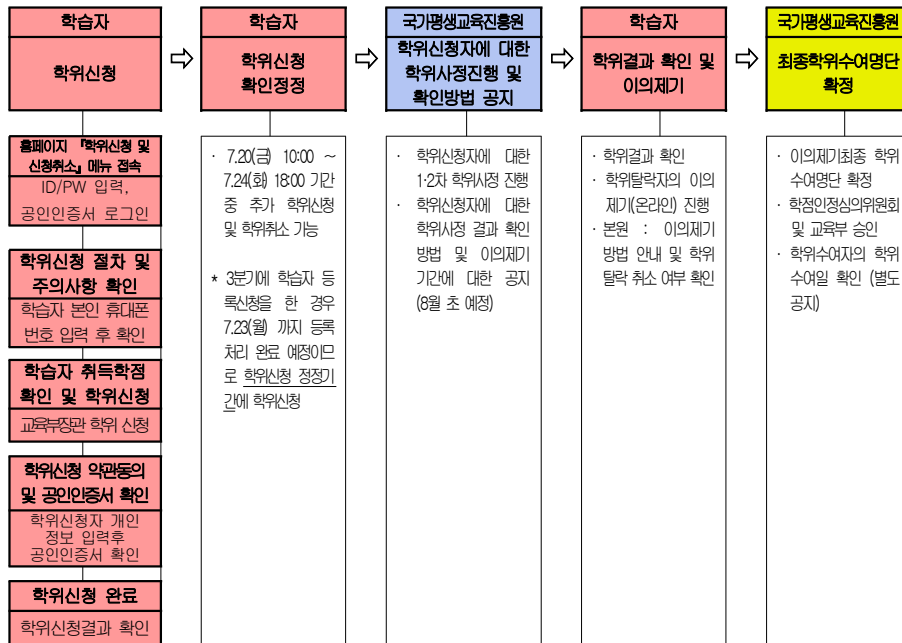 학습자
학위신청
학습자
학위신청
확인정정
국가평생교육진흥원
학위신청자에 대한
학위사정진행 및
확인방법 공지
학습자
학위결과 확인 및
이의제기
국가평생교육진흥원
최종학위수여명단
확정
홈페이지 『학위신청 및
신청취소』 메뉴 접속
ID/PW 입력,
공인인증서 로그인
학위신청 절차 및
주의사항 확인
학습자 본인 휴대폰
번호 입력 후 확인
학습자 취득학점
확인 및 학위신청
교육부장관 학위 신청
학위신청 약관동의
및 공인인증서 확인
학위신청자 개인
정보 입력후
공인인증서 확인
학위신청 완료
학위신청결과 확인
· 7.20(금) 10:00 ~
7.24(화) 18:00 기간
중 추가 학위신청
및 학위취소 가능
* 3분기에 학습자 등
록신청을 한 경우
7.23(월) 까지 등록
처리 완료 예정이므
로 학위신청 정정기
간에 학위신청
· 학위신청자에 대한
1·2차 학위사정 진행
· 학위신청자에 대한
학위사정 결과 확인
방법 및 이의제기
기간에 대한 공지
(8월 초 예정)
· 학위결과 확인
· 학위탈락자의 이의
제기(온라인) 진행
· 본원 : 이의제기
방법 안내 및 학위
탈락 취소 여부 확인
· 이의제기최종 학위
수여명단 확정
· 학점인정심의위원회
및 교육부 승인
· 학위수여자의 학위
수여일 확인 (별도
공지)